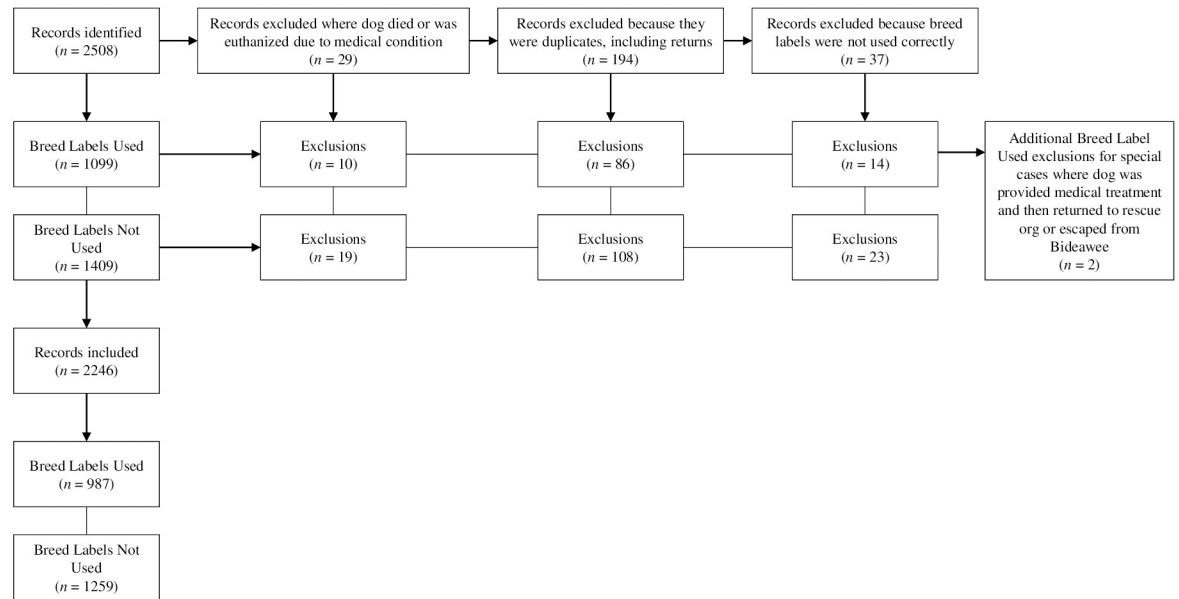 Records identified
(n = 2508)
Records excluded where dog died or was
euthanized due to medical condition
(n = 29)
Records excluded because they
were duplicates, including returns
(n = 194)
Records excluded because breed
labels were not used correctly
(n = 37)
Breed Labels Used
(n = 1099)
Exclusions
(n = 10)
Exclusions
(n = 86)
Exclusions
(n = 14)
Additional Breed Label
Used exclusions for special
cases where dog was
provided medical treatment
and then returned to rescue
org or escaped from
Bideawee
(n = 2)
Breed Labels Not
Used
(n = 1409)
Exclusions
(n = 19)
Exclusions
(n = 108)
Exclusions
(n = 23)
Records included
(n = 2246)
Breed Labels Used
(n = 987)
Breed Labels Not
Used
(n = 1259)